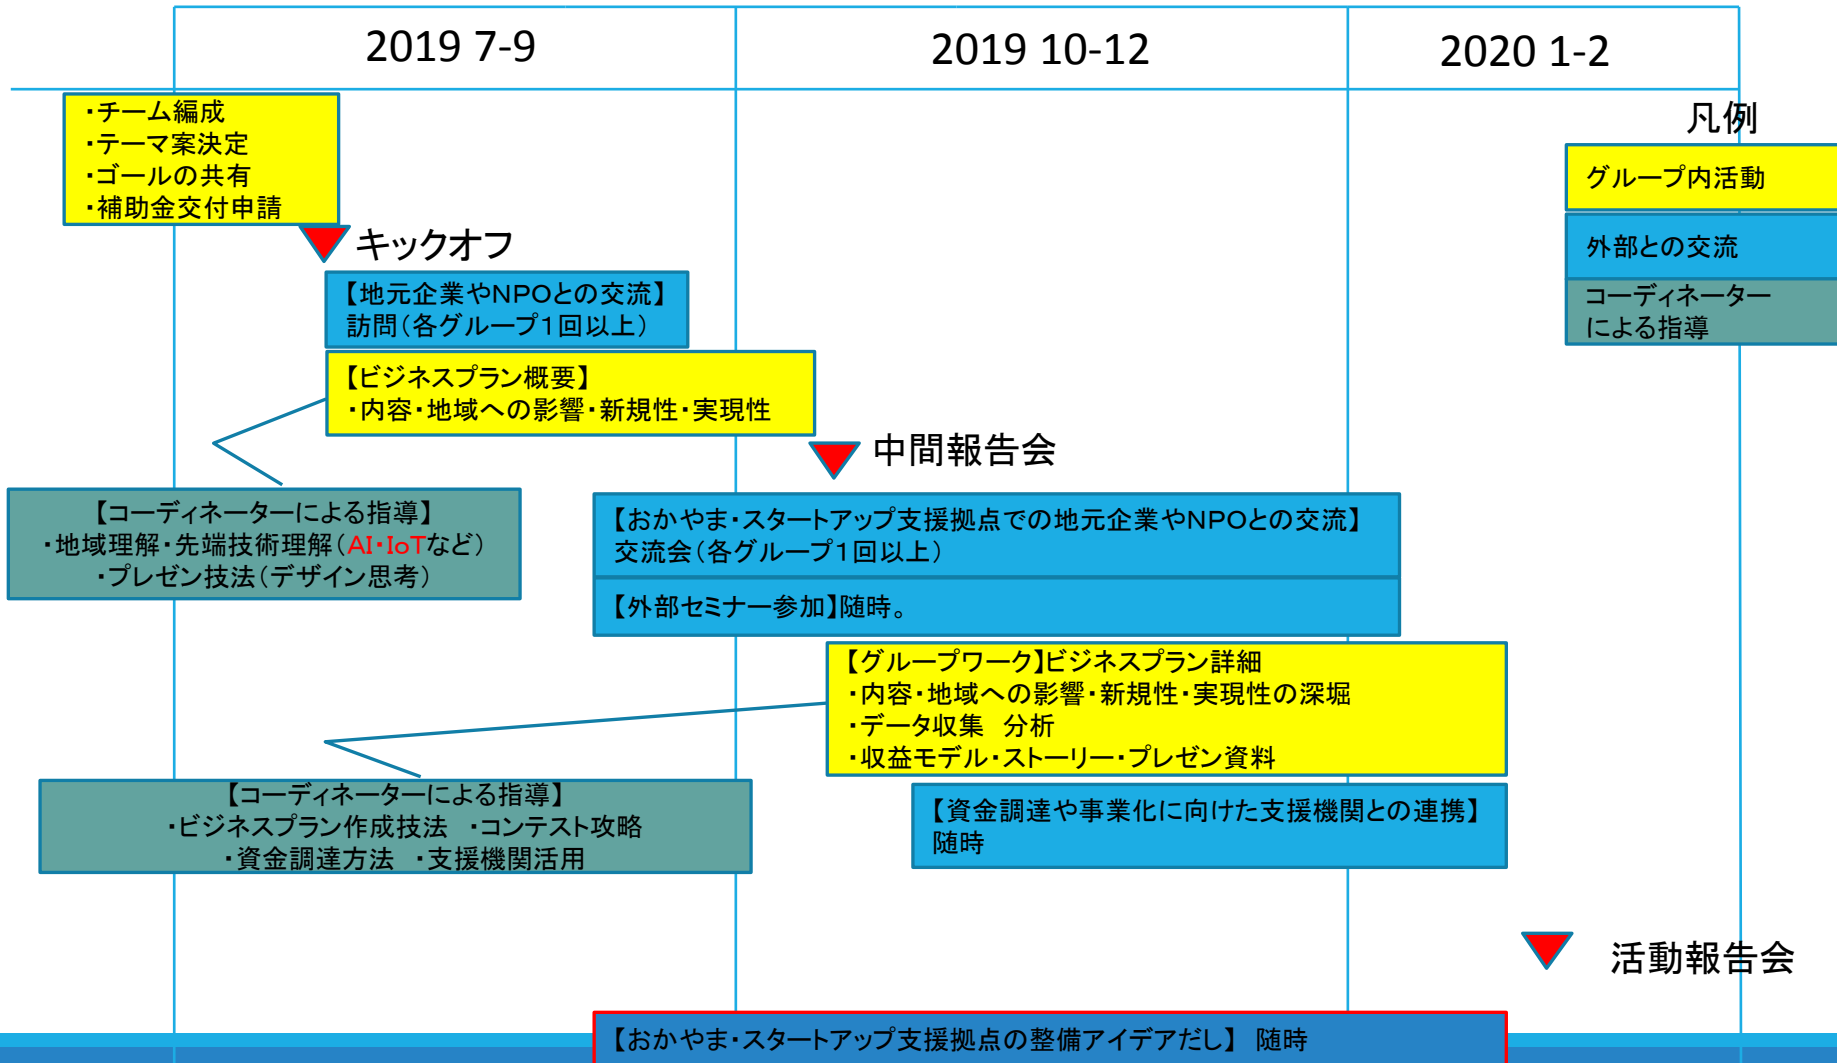 2019 7-9
2019 10-12
2020 1-2
・チーム編成
・テーマ案決定
・ゴールの共有
・補助金交付申請
凡例
グループ内活動
外部との交流
コーディネーター
による指導
キックオフ
【地元企業やNPOとの交流】
訪問(各グループ1回以上)
【ビジネスプラン概要】
・内容・地域への影響・新規性・実現性
中間報告会
【コーディネーターによる指導】
・地域理解・先端技術理解(AI・IoTなど)
・プレゼン技法(デザイン思考)
【おかやま・スタートアップ支援拠点での地元企業やNPOとの交流】
交流会(各グループ1回以上)
【外部セミナー参加】随時。
【グループワーク】ビジネスプラン詳細
・内容・地域への影響・新規性・実現性の深堀
・データ収集 分析
・収益モデル・ストーリー・プレゼン資料
【コーディネーターによる指導】
・ビジネスプラン作成技法 ・コンテスト攻略
・資金調達方法 ・支援機関活用
【資金調達や事業化に向けた支援機関との連携】
随時
活動報告会
【おかやま・スタートアップ支援拠点の整備アイデアだし】 随時